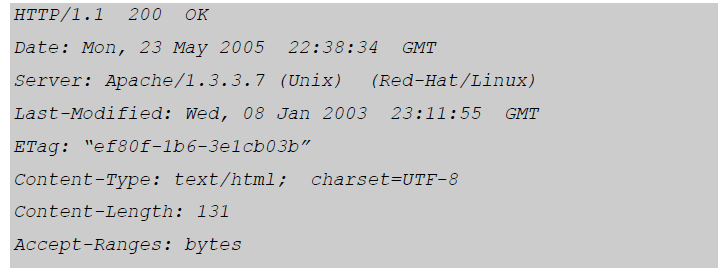 HTTP/1.1 200 OK
Date: Mon, 23 May 2005 22:38:34 GMT
Server: Apache/1.3.3.7 (Unix) (Red-Hat/Linux)
Last-Modified: Wed, 08 Jan 2003 23:11:55 GMT
ETag: “ef80f-1b6-3e1cb03b”
Content-Type: text/html; charset=UTF-8
Content-Length: 131
Accept-Ranges: bytes